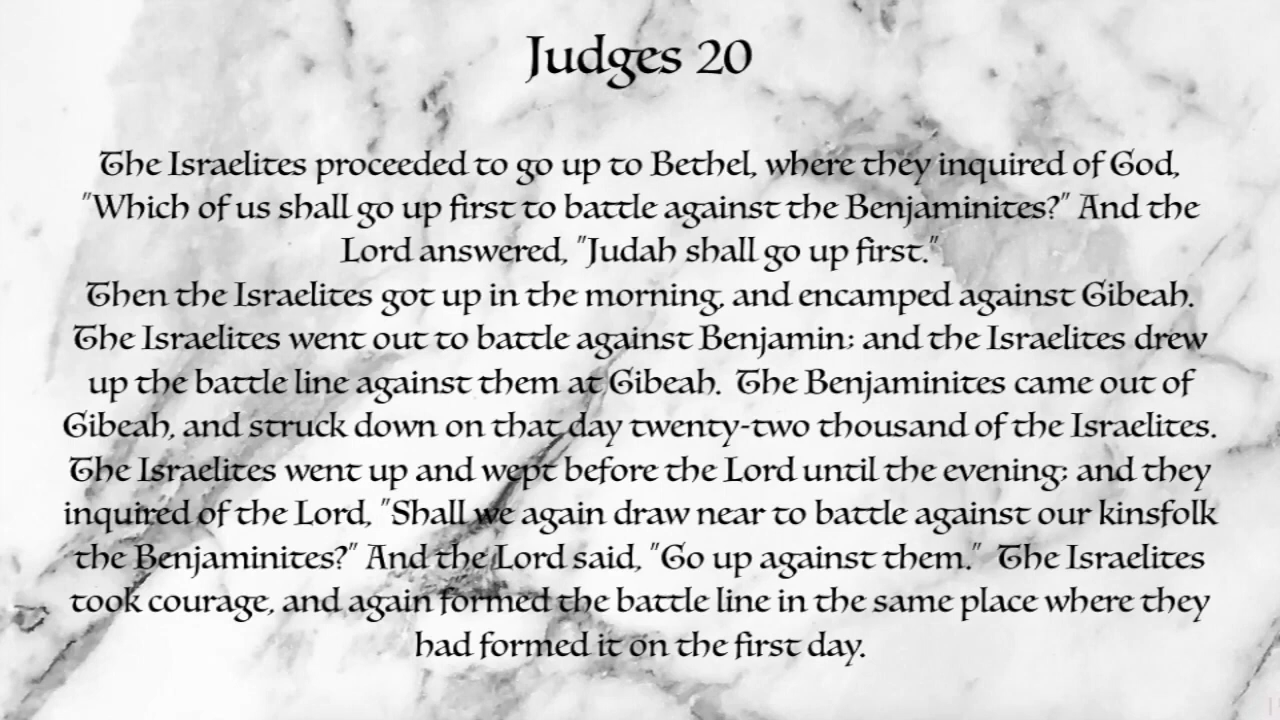 Judges 20
The Israelites proceeded to go up to Bethel, where they inquired of God,
"Which of us shall go up first to battle against the Benjaminites?" And the
Lord answered, "Judah shall go up first."
Then the Israelites got up in the morning, and encamped against Gibeah.
The Israelites went out to battle against Benjamin; and the Israelites drew
up the battle line against them at Gibeah.  The Benjaminites came out of
Gibeah, and struck down on that day twenty-two thousand of the Israelites.
The Israelites went up and wept before the Lord until the evening; and they
inquired of the Lord, "Shall we again draw near to battle against our kinsfolk
the Benjaminites?" And the Lord said, "Go up against them."  The Israelites
took courage, and again formed the battle line in the same place where they
had formed it on the first day.